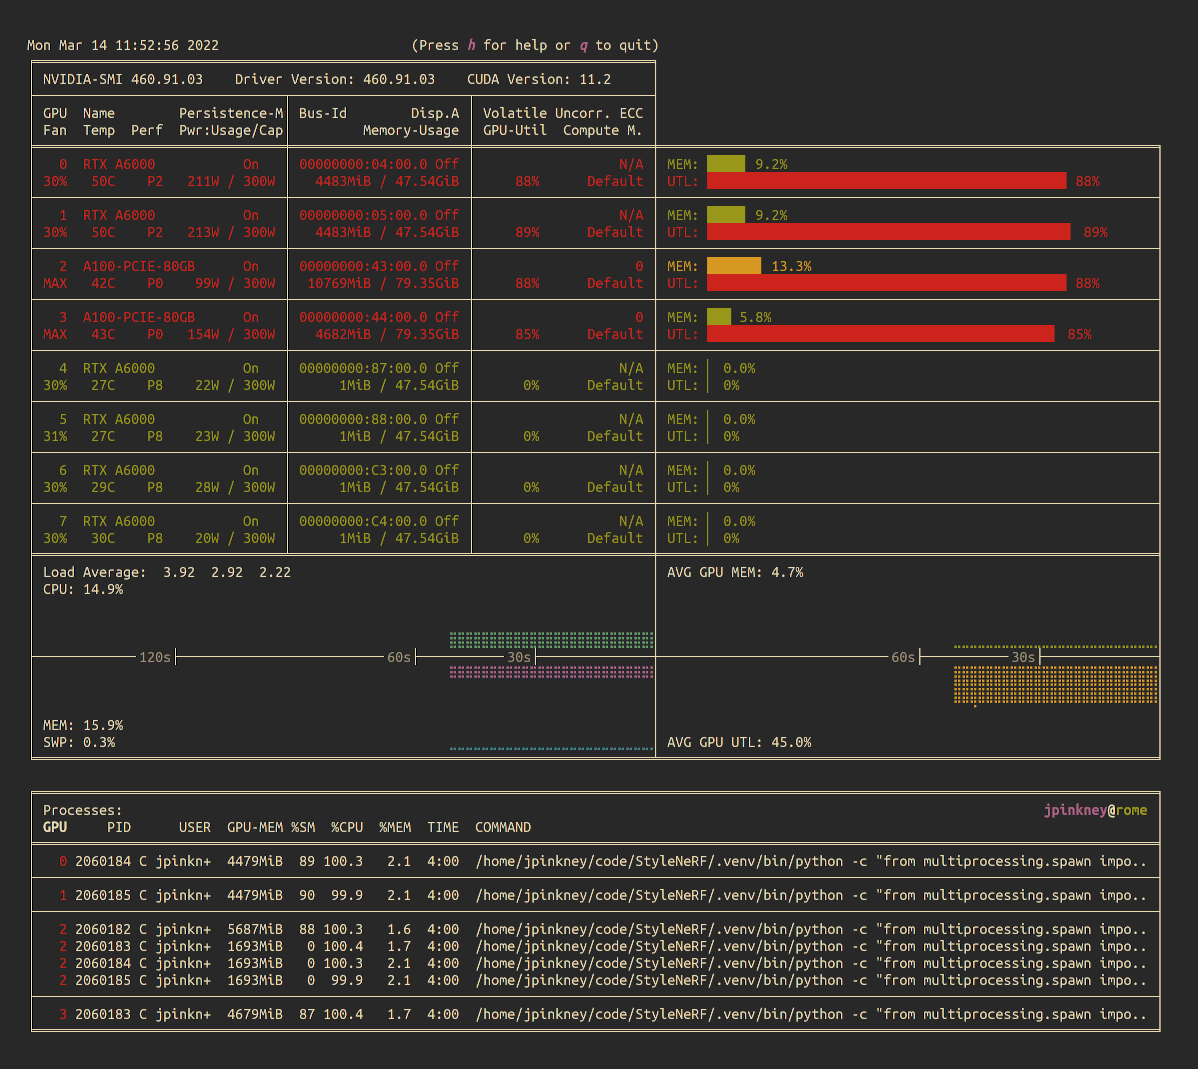 Mon Mar 14 11:52:56 2022 (Press h for help or q to quit)
NVIDIA-SMI 460.91.03 Driver Version: 460.91.03 CUDA Version: 11.2
GPU Name Persistence-M Bus-Id Disp.A Volatile Uncorr. ECC
Fan Temp Perf Pwr:Usage/Cap Memory-Usage GPU-Util Compute M.
0 RTX A6000 On 00000000:04:00.0 Off N/A MEM: 9.2%
30% 50C P2 211W / 300W 4483MiB / 47.54GiB 88% Default UTL: 88%
1 RTX A6000 On 00000000:05:00.0 Off N/A MEM: 9.2%
30% 50C P2 213W / 300W 4483MiB / 47.54GiB 89% Default UTL: 89%
2 A100-PCIE-80GB On 00000000:43:00.0 Off 0 MEM: 13.3%
MAX 42C P0 99W / 300W 10769MiB / 79.35GiB 88% Default UTL: 88%
3 A100-PCIE-80GB On 00000000:44:00.0 Off 0 MEM: 5.8%
MAX 43C P0 154W / 300W 4682MiB / 79.35GiB 85% Default UTL: 85%
4 RTX A6000 On 00000000:87:00.0 Off N/A MEM: 0.0%
30% 27C P8 22W / 300W 1MiB / 47.54GiB 0% Default UTL: 0%
5 RTX A6000 On 00000000:88:00.0 Off N/A MEM: 0.0%
31% 27C P8 23W / 300W 1MiB / 47.54GiB 0% Default UTL: 0%
6 RTX A6000 On 00000000:C3:00.0 Off N/A MEM: 0.0%
30% 29C P8 28W / 300W 1MiB / 47.54GiB 0% Default UTL: 0%
7 RTX A6000 On 00000000:C4:00.0 Off N/A MEM: 0.0%
30% 30C P8 20W / 300W 1MiB / 47.54GiB 0% Default UTL: 0%
Load Average: 3.92 2.92 2.22 AVG GPU MEM: 4.7%
CPU: 14.9%
120s 60s 30s 60s 30s
MEM: 15.9%
SWP: 0.3% AVG GPU UTL: 45.0%
Processes: jpinkney@rome
GPU PID USER GPU-MEM %SM %CPU %MEM TIME COMMAND
0 2060184 C jpinkn+ 4479MiB 89 100.3 2.1 4:00 /home/jpinkney/code/StyleNeRF/.venv/bin/python -c "from multiprocessing.spawn impo..
1 2060185 C jpinkn+ 4479MiB 90 99.9 2.1 4:00 /home/jpinkney/code/StyleNeRF/.venv/bin/python -c "from multiprocessing.spawn impo..
2 2060182 C jpinkn+ 5687MiB 88 100.3 1.6 4:00 /home/jpinkney/code/StyleNeRF/.venv/bin/python -c "from multiprocessing.spawn impo..
2 2060183 C jpinkn+ 1693MiB 0 100.4 1.7 4:00 /home/jpinkney/code/StyleNeRF/.venv/bin/python -c "from multiprocessing.spawn impo..
2 2060184 C jpinkn+ 1693MiB 0 100.3 2.1 4:00 /home/jpinkney/code/StyleNeRF/.venv/bin/python -c "from multiprocessing.spawn impo..
2 2060185 C jpinkn+ 1693MiB 0 99.9 2.1 4:00 /home/jpinkney/code/StyleNeRF/.venv/bin/python -c "from multiprocessing.spawn impo..
3 2060183 C jpinkn+ 4679MiB 87 100.4 1.7 4:00 /home/jpinkney/code/StyleNeRF/.venv/bin/python -c "from multiprocessing.spawn impo..